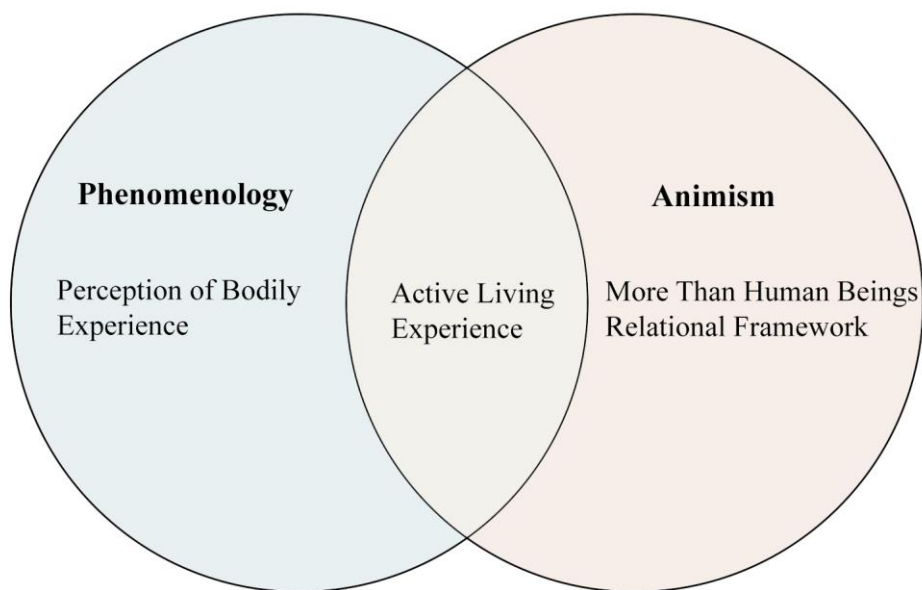 Phenomenology
Perception of Bodily
Experience
Active Living
Experience
Animism
More Than Human Beings
Relational Framework